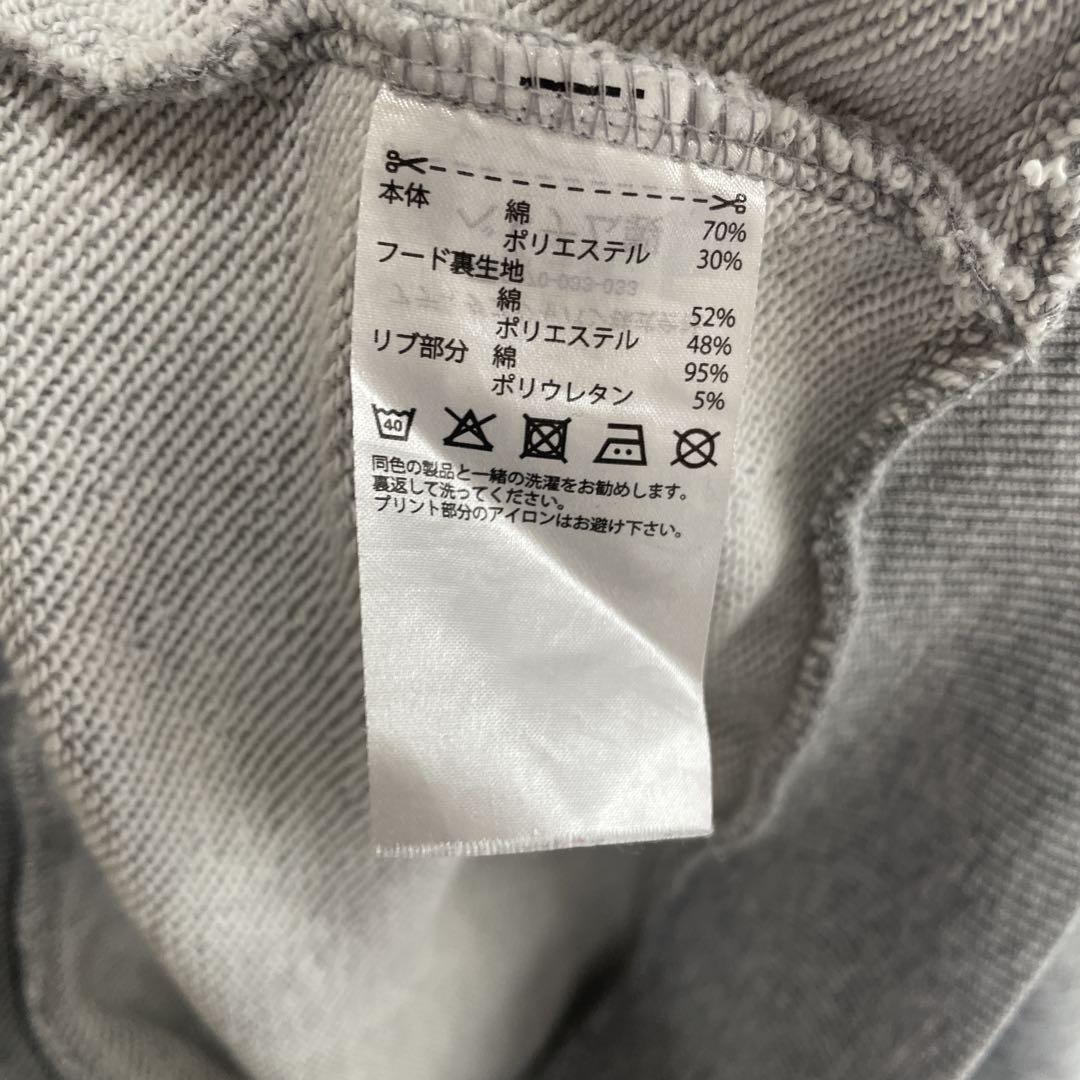 本体 綿 70%
ポリエステル 30%
フード裏生地
綿 52%
ポリエステル 48%
リブ部分 綿 95%
ポリウレタン 5%
40
同色の製品と一緒の洗濯をお勧めします。
裏返して洗ってください。
プリント部分のアイロンはお避け下さい。